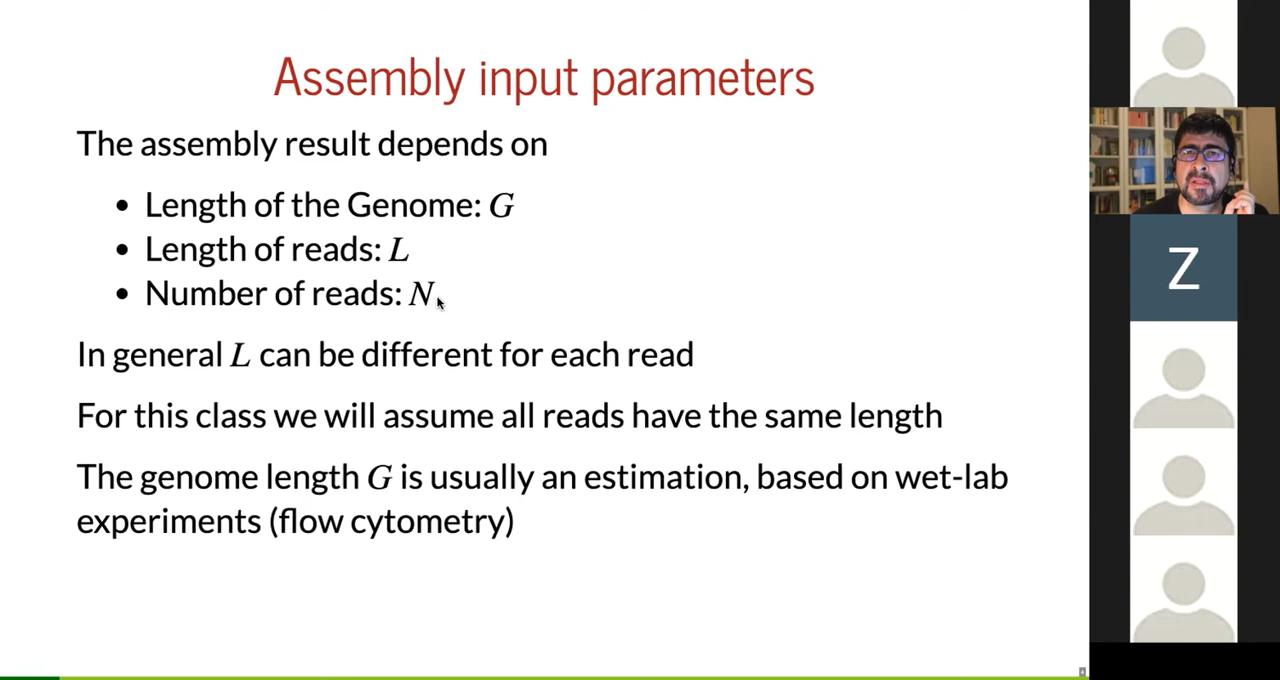 Assembly input parameters
The assembly result depends on
• Length of the Genome: G
• Length of reads: L
• Number of reads: N
In general L can be different for each read
For this class we will assume all reads have the same length
The genome length G is usually an estimation, based on wet-lab
experiments (flow cytometry)
Z